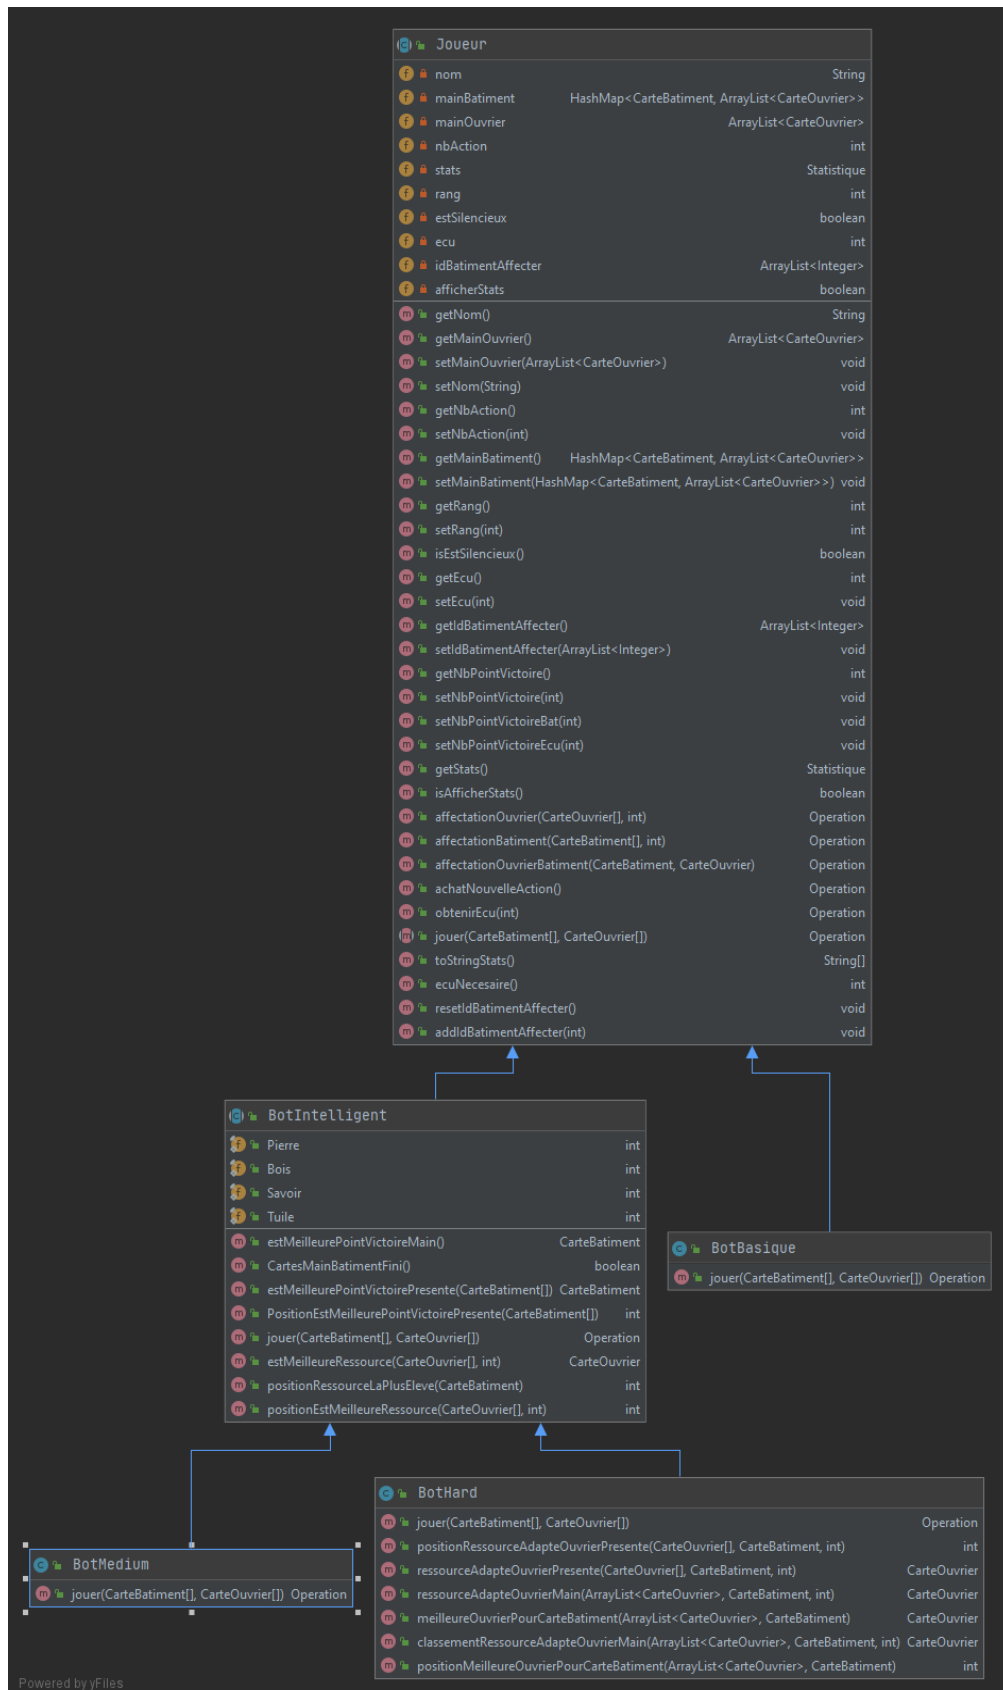 Joueur
nom String
mainBatiment HashMap<CarteBatiment, ArrayList<CarteOuvrier>>
mainOuvrier ArrayList<CarteOuvrier>
nbAction int
stats Statistique
rang int
estSilencieux boolean
ecu int
idBatimentAffecter ArrayList<Integer>
afficherStats boolean
getNom() String
getMainOuvrier() ArrayList<CarteOuvrier>
setMainOuvrier(ArrayList<CarteOuvrier>) void
setNom(String) void
getNbAction() int
setNbAction(int) void
getMainBatiment() HashMap<CarteBatiment, ArrayList<CarteOuvrier>>
setMainBatiment(HashMap<CarteBatiment, ArrayList<CarteOuvrier>>) void
getRang() int
setRang(int) int
isEstSilencieux() boolean
getEcu() int
setEcu(int) void
getIdBatimentAffecter() ArrayList<Integer>
setIdBatimentAffecter(ArrayList<Integer>) void
getNbPointVictoire() int
setNbPointVictoire(int) void
setNbPointVictoireBat(int) void
setNbPointVictoireEcu(int) void
getStats() Statistique
isAfficherStats() boolean
affectationOuvrier(CarteOuvrier[], int) Operation
affectationBatiment(CarteBatiment[], int) Operation
affectationOuvrierBatiment(CarteBatiment, CarteOuvrier) Operation
achatNouvelleAction() Operation
obtenirEcu(int) Operation
jouer(CarteBatiment[], CarteOuvrier[]) Operation
toStringStats() String[]
ecuNecesaire() int
resetIdBatimentAffecter() void
addIdBatimentAffecter(int) void
BotIntelligent
Pierre int
Bois int
Savoir int
Tuile int
estMeilleurePointVictoireMain() CarteBatiment
CartesMainBatimentFini() boolean
estMeilleurePointVictoirePresente(CarteBatiment[]) CarteBatiment
PositionEstMeilleurePointVictoirePresente(CarteBatiment[]) int
jouer(CarteBatiment[], CarteOuvrier[]) Operation
estMeilleureRessource(CarteOuvrier[], int) CarteOuvrier
positionRessourceLaPlusEleve(CarteBatiment) int
positionEstMeilleureRessource(CarteOuvrier[], int) int
BotBasique
jouer(CarteBatiment[], CarteOuvrier[]) Operation
BotMedium
jouer(CarteBatiment[], CarteOuvrier[]) Operation
BotHard
jouer(CarteBatiment[], CarteOuvrier[]) Operation
positionRessourceAdapteOuvrierPresente(CarteOuvrier[], CarteBatiment, int) int
ressourceAdapteOuvrierPresente(CarteOuvrier[], CarteBatiment, int) CarteOuvrier
ressourceAdapteOuvrierMain(ArrayList<CarteOuvrier>, CarteBatiment, int) CarteOuvrier
meilleureOuvrierPourCarteBatiment(ArrayList<CarteOuvrier>, CarteBatiment) CarteOuvrier
classementRessourceAdapteOuvrierMain(ArrayList<CarteOuvrier>, CarteBatiment, int) CarteOuvrier
positionMeilleureOuvrierPourCarteBatiment(ArrayList<CarteOuvrier>, CarteBatiment) int
Powered by yFiles